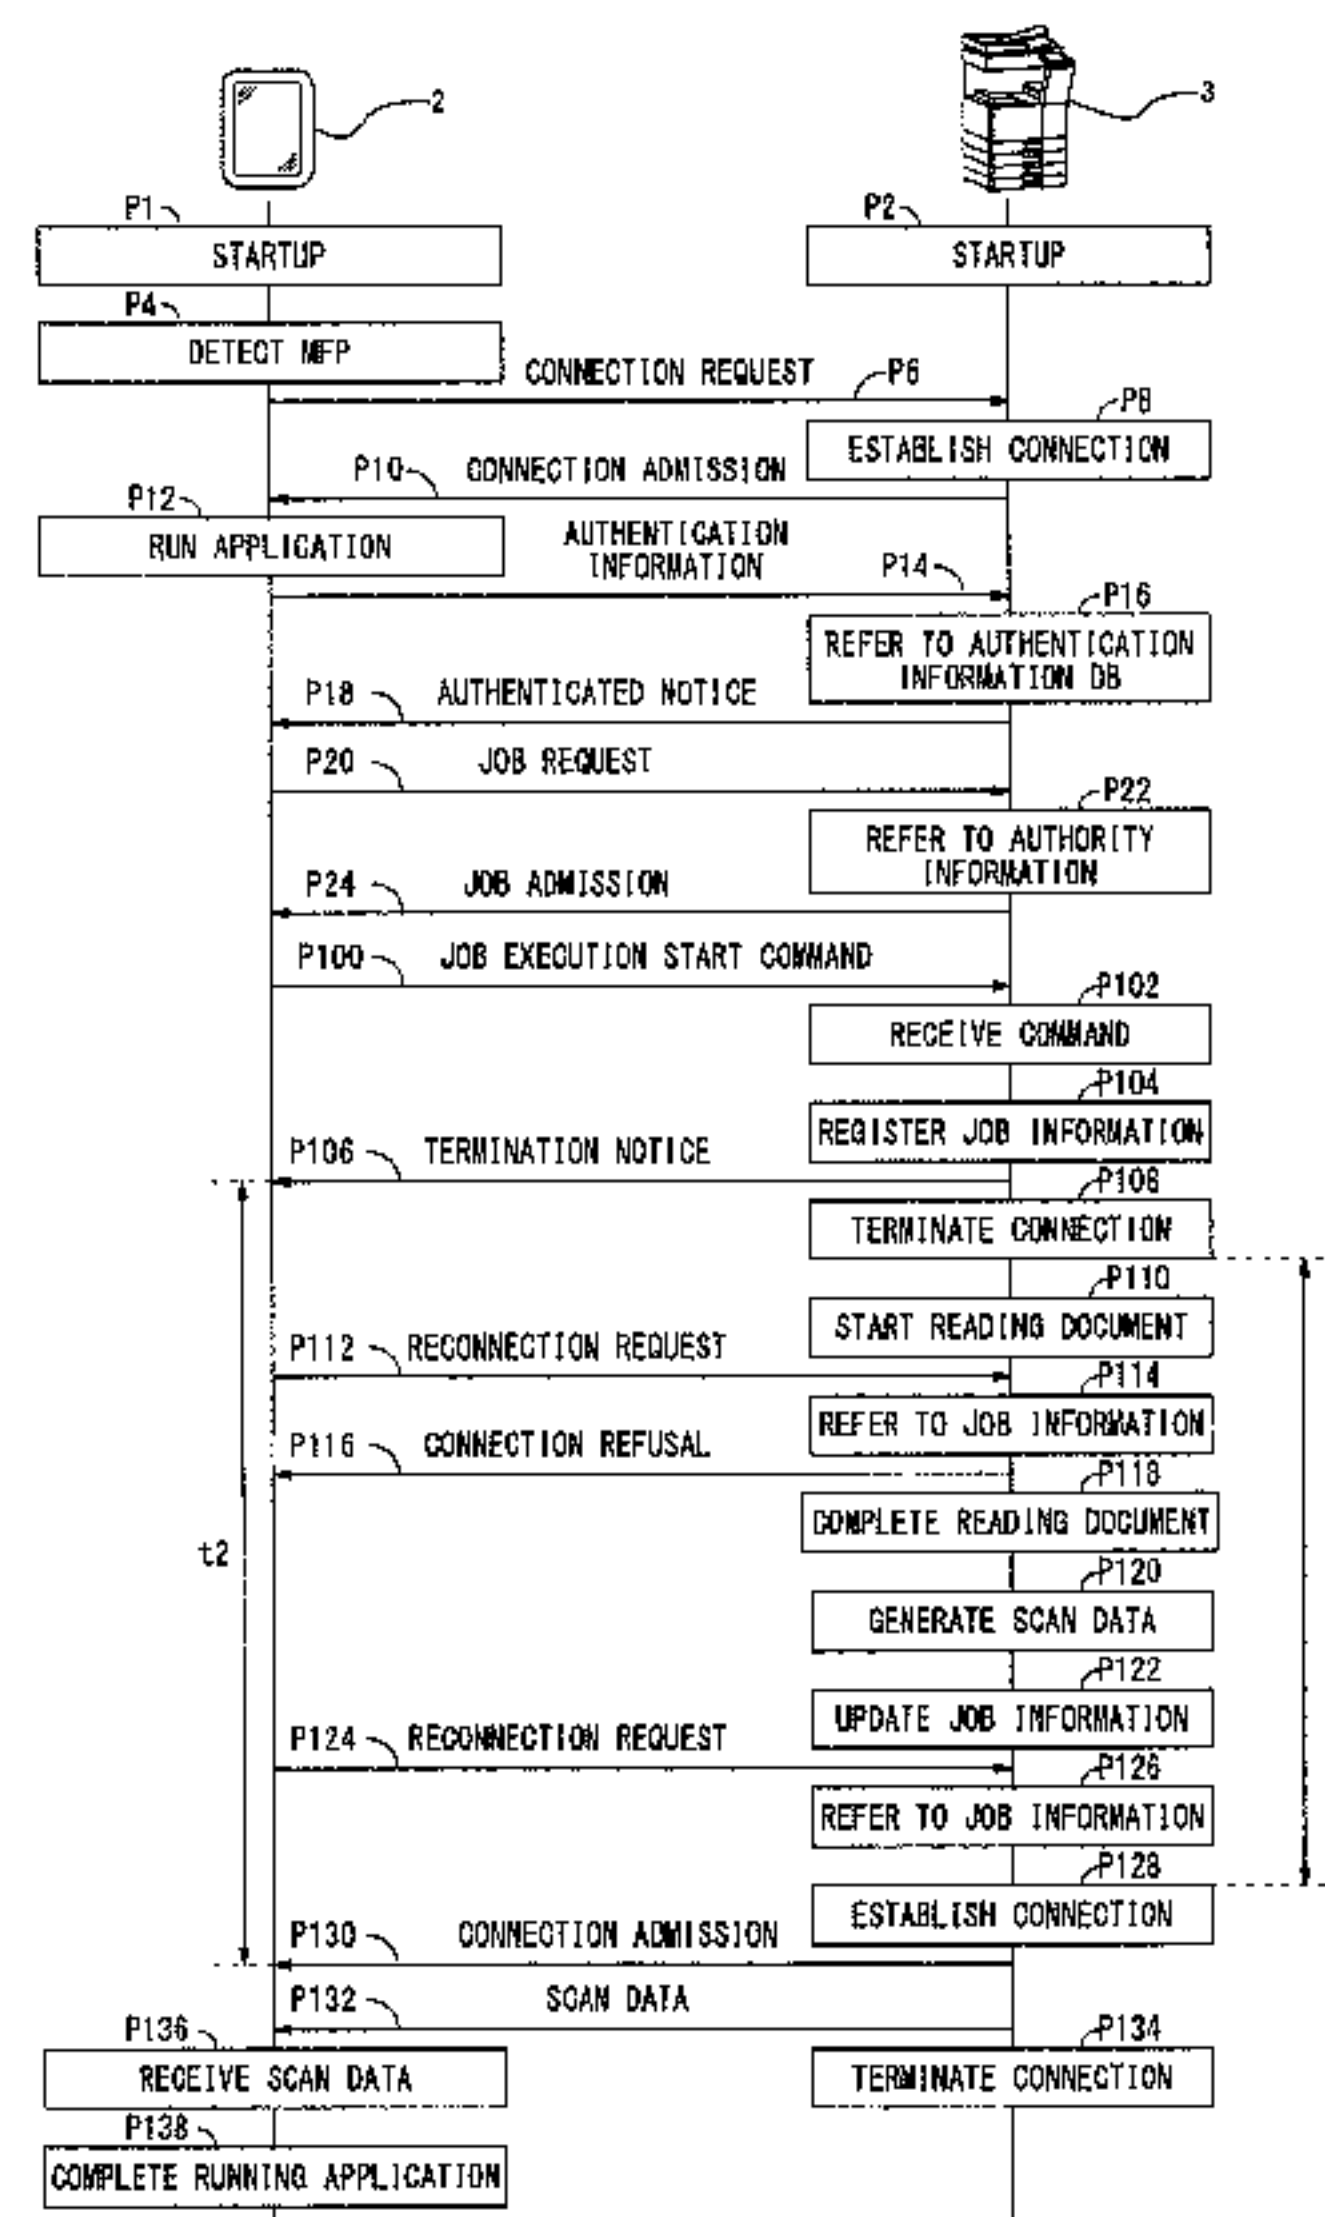 2
3
P1
STARTUP
P2
STARTUP
P4
DETECT MFP
CONNECTION REQUEST
P6
P8
ESTABLISH CONNECTION
P10
CONNECTION ADMISSION
P12
RUN APPLICATION
AUTHENTICATION
INFORMATION
P14
P16
REFER TO AUTHENTICATION
INFORMATION DB
P18
AUTHENTICATED NOTICE
P20
JOB REQUEST
P22
REFER TO AUTHORITY
INFORMATION
P24
JOB ADMISSION
P100
JOB EXECUTION START COMMAND
P102
RECEIVE COMMAND
P104
REGISTER JOB INFORMATION
P106
TERMINATION NOTICE
P108
TERMINATE CONNECTION
P110
START READING DOCUMENT
P112
RECONNECTION REQUEST
P114
REFER TO JOB INFORMATION
P116
CONNECTION REFUSAL
P118
COMPLETE READING DOCUMENT
t2
P120
GENERATE SCAN DATA
P122
UPDATE JOB INFORMATION
P124
RECONNECTION REQUEST
P126
REFER TO JOB INFORMATION
P128
ESTABLISH CONNECTION
P130
CONNECTION ADMISSION
P132
SCAN DATA
P134
TERMINATE CONNECTION
P136
RECEIVE SCAN DATA
P138
COMPLETE RUNNING APPLICATION